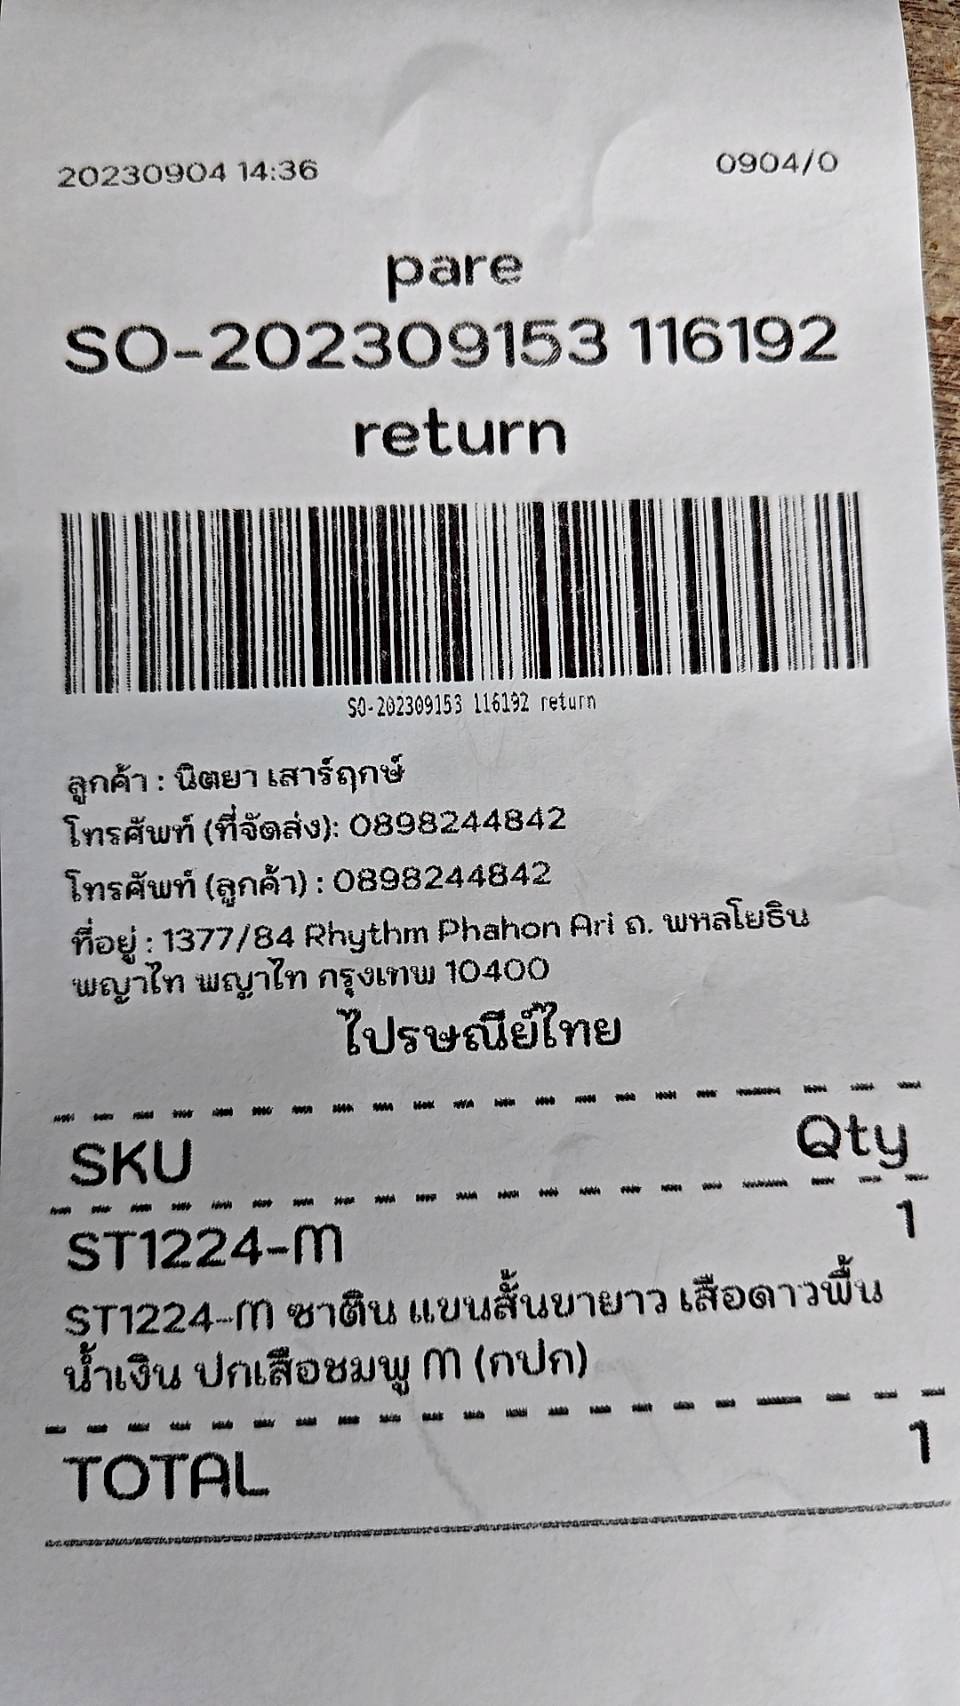 20230904 14:36 0904/0
pare
SO-202309153 116192
return
SO-202309153 116192 return
ลูกค้า : นิตยา เสาร์ฤกษ์
โทรศัพท์ (ที่จัดส่ง): 0898244842
โทรศัพท์ (ลูกค้า) : 0898244842
ที่อยู่ : 1377/84 Rhythm Phahon Ari ถ. พหลโยธิน
พญาไท พญาไท กรุงเทพ 10400
ไปรษณีย์ไทย
SKU Qty
ST1224-M 1
ST1224-M ซาติน แขนสั้นขายาว เสือดาวพื้น
น้ำเงิน ปกเสือชมพู M (กปก)
TOTAL 1